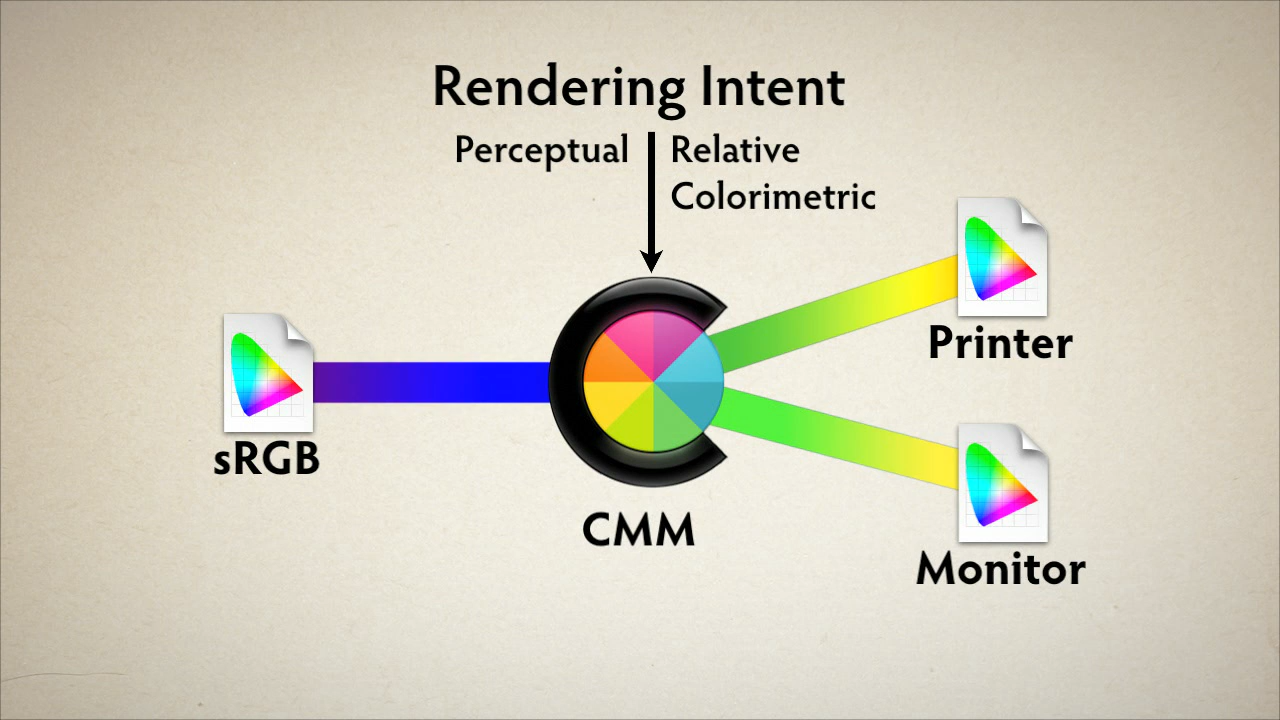 Rendering Intent
Perceptual
Relative
Colorimetric
Printer
sRGB
CMM
Monitor